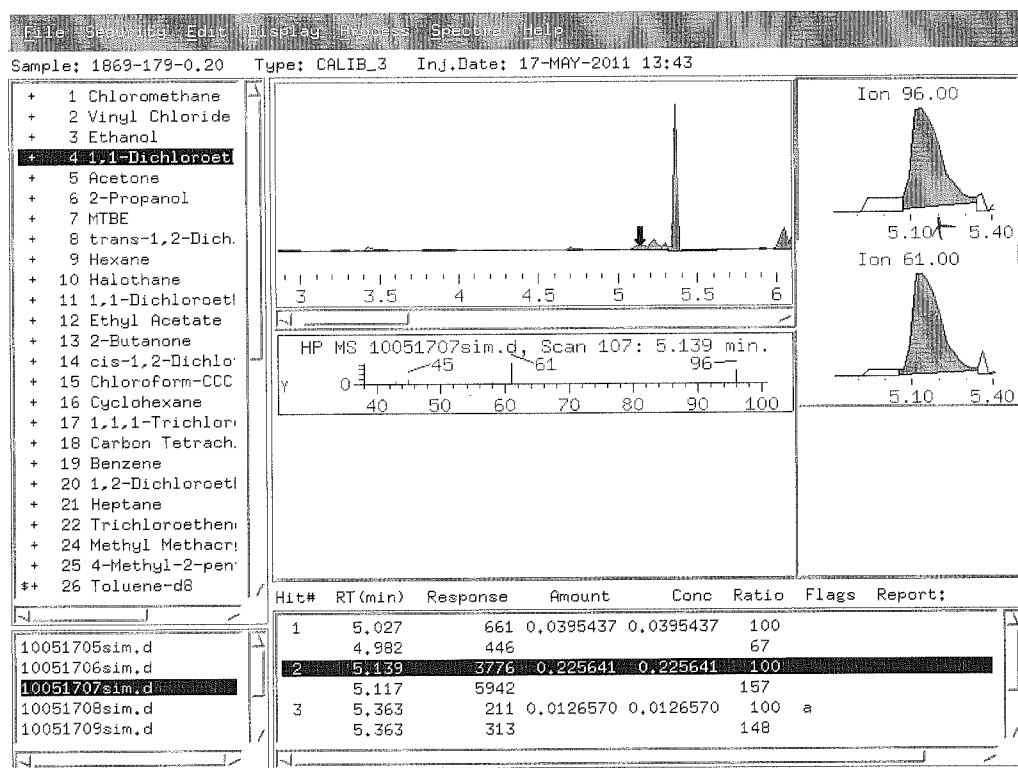 File Security Edit Display Process Spectra Help
Sample: 1869-179-0.20 Type: CALIB_3 Inj.Date: 17-MAY-2011 13:43
+ 1 Chloromethane
+ 2 Vinyl Chloride
+ 3 Ethanol
+ 4 1,1-Dichloroet
+ 5 Acetone
+ 6 2-Propanol
+ 7 MTBE
+ 8 trans-1,2-Dich.
+ 9 Hexane
+ 10 Halothane
+ 11 1,1-Dichloroetl
+ 12 Ethyl Acetate
+ 13 2-Butanone
+ 14 cis-1,2-Dichlo
+ 15 Chloroform-CCC
+ 16 Cyclohexane
+ 17 1,1,1-Trichlor
+ 18 Carbon Tetrach.
+ 19 Benzene
+ 20 1,2-Dichloroetl
+ 21 Heptane
+ 22 Trichloroethen
+ 24 Methyl Methacr
+ 25 4-Methyl-2-pen
$+ 26 Toluene-d8
10051705sim.d
10051706sim.d
10051707sim.d
10051708sim.d
10051709sim.d
3 3.5 4 4.5 5 5.5 6
HP MS 10051707sim.d, Scan 107: 5.139 min.
45 61 96
Y 0
40 50 60 70 80 90 100
Ion 96.00
5.10 5.40
Ion 61.00
5.10 5.40
Hit# RT(min) Response Amount Conc Ratio Flags Report:
1 5.027 661 0.0395437 0.0395437 100
4.982 446 67
2 5.139 3776 0.225641 0.225641 100
5.117 5942 157
3 5.363 211 0.0126570 0.0126570 100 a
5.363 313 148